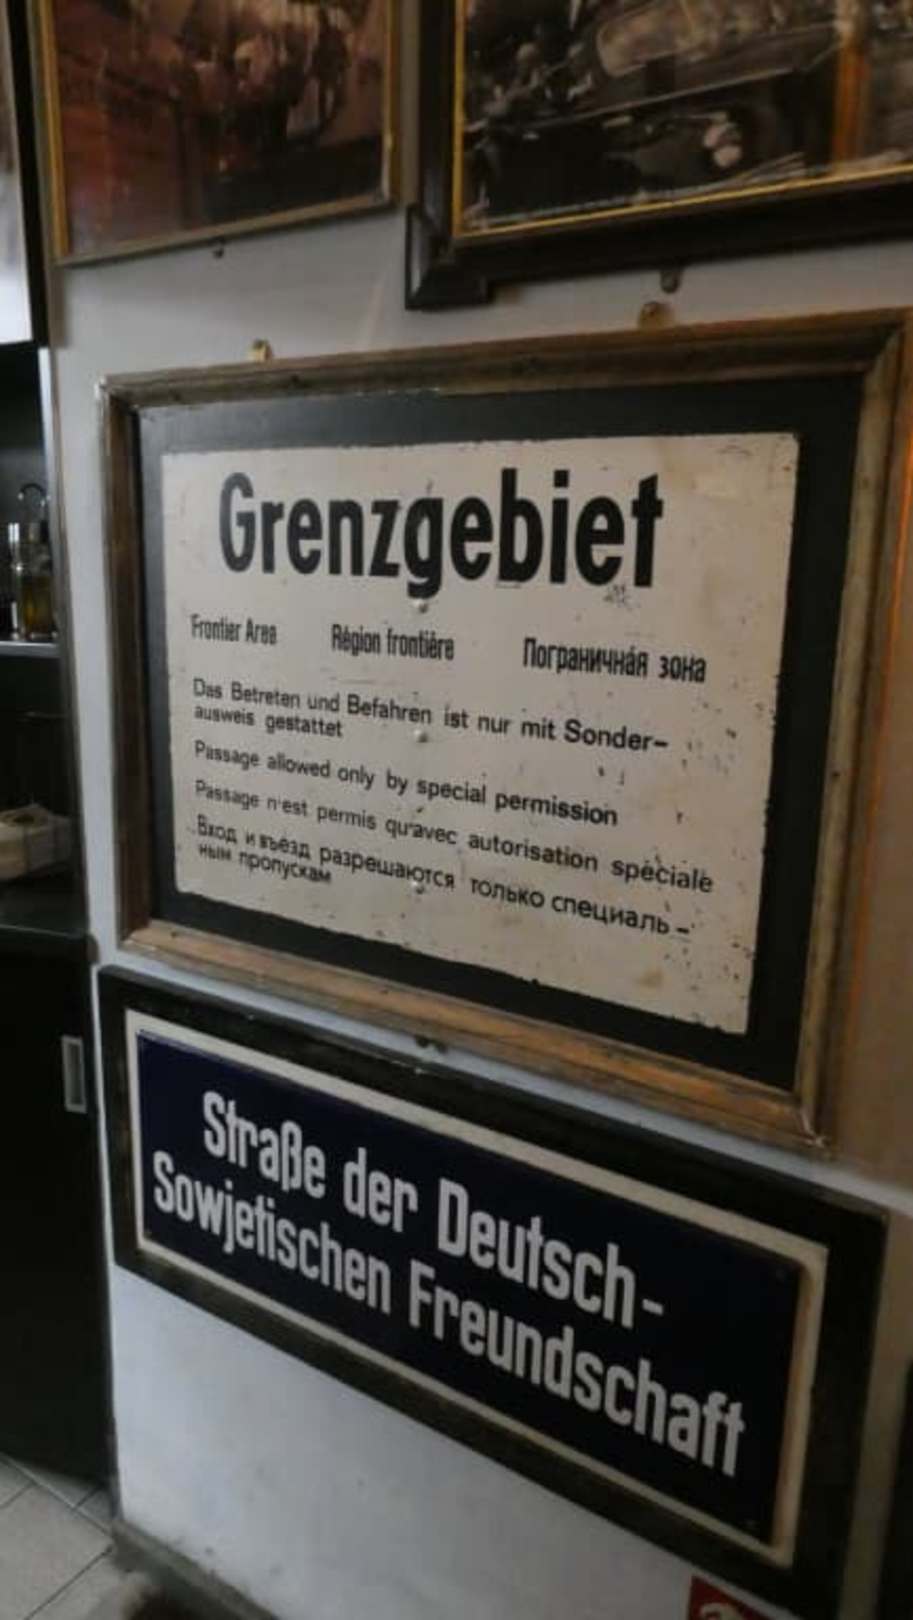 Grenzgebiet
Frontier Area Région frontière Пограничнáя зона
Das Betreten und Befahren ist nur mit Sonder-
ausweis gestattet
Passage allowed only by special permission
Passage n'est permis qu'avec autorisation spèciale
Вход и въезд разрешаются только специаль-
ным пропускам
Straße der Deutsch-
Sowjetischen Freundschaft